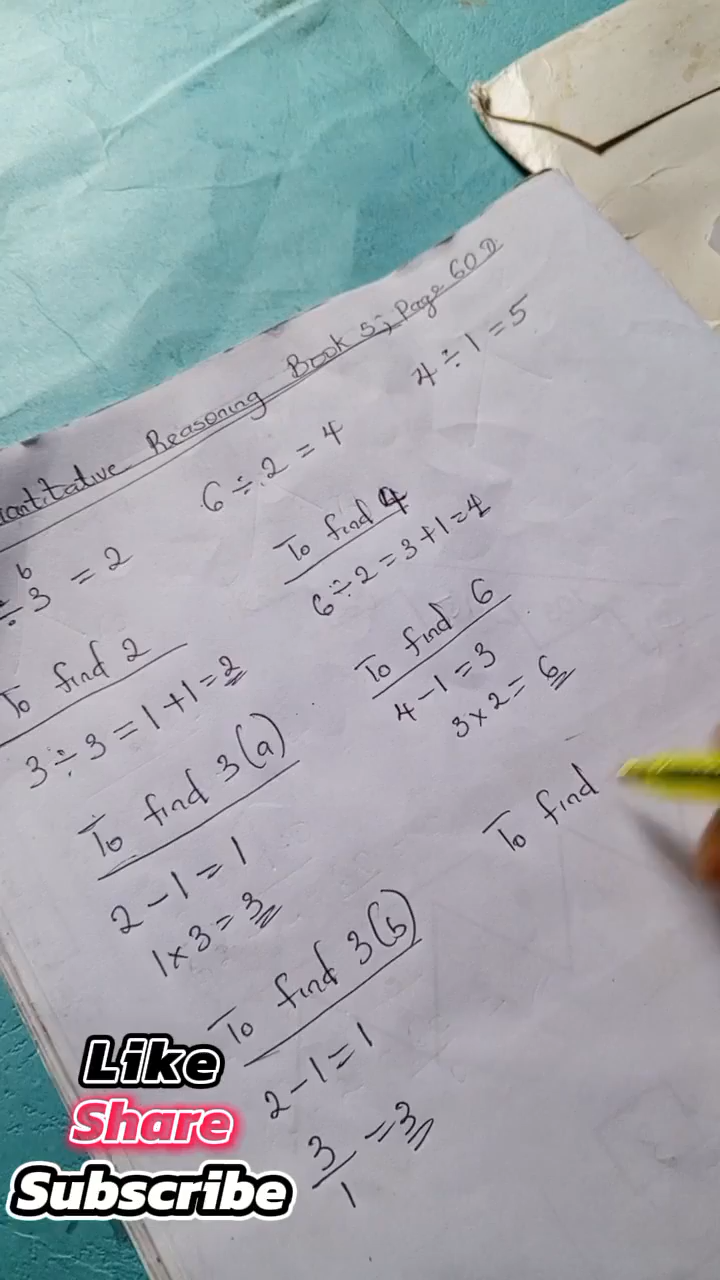 uantitative Reasoning Book 5; Page 60 D
÷ 3 = 2
b
6 ÷ 2 = 4
4 ÷ 1 = 5
To find 2
3 ÷ 3 = 1 + 1 = 2
To find 3(a)
2 - 1 = 1
1 × 3 = 3
To find 3(b)
2 - 1 = 1
3/1 = 3
To find 4
6 ÷ 2 = 3 + 1 = 4
To find 6
4 - 1 = 3
3 × 2 = 6
To find
Like
Share
Subscribe